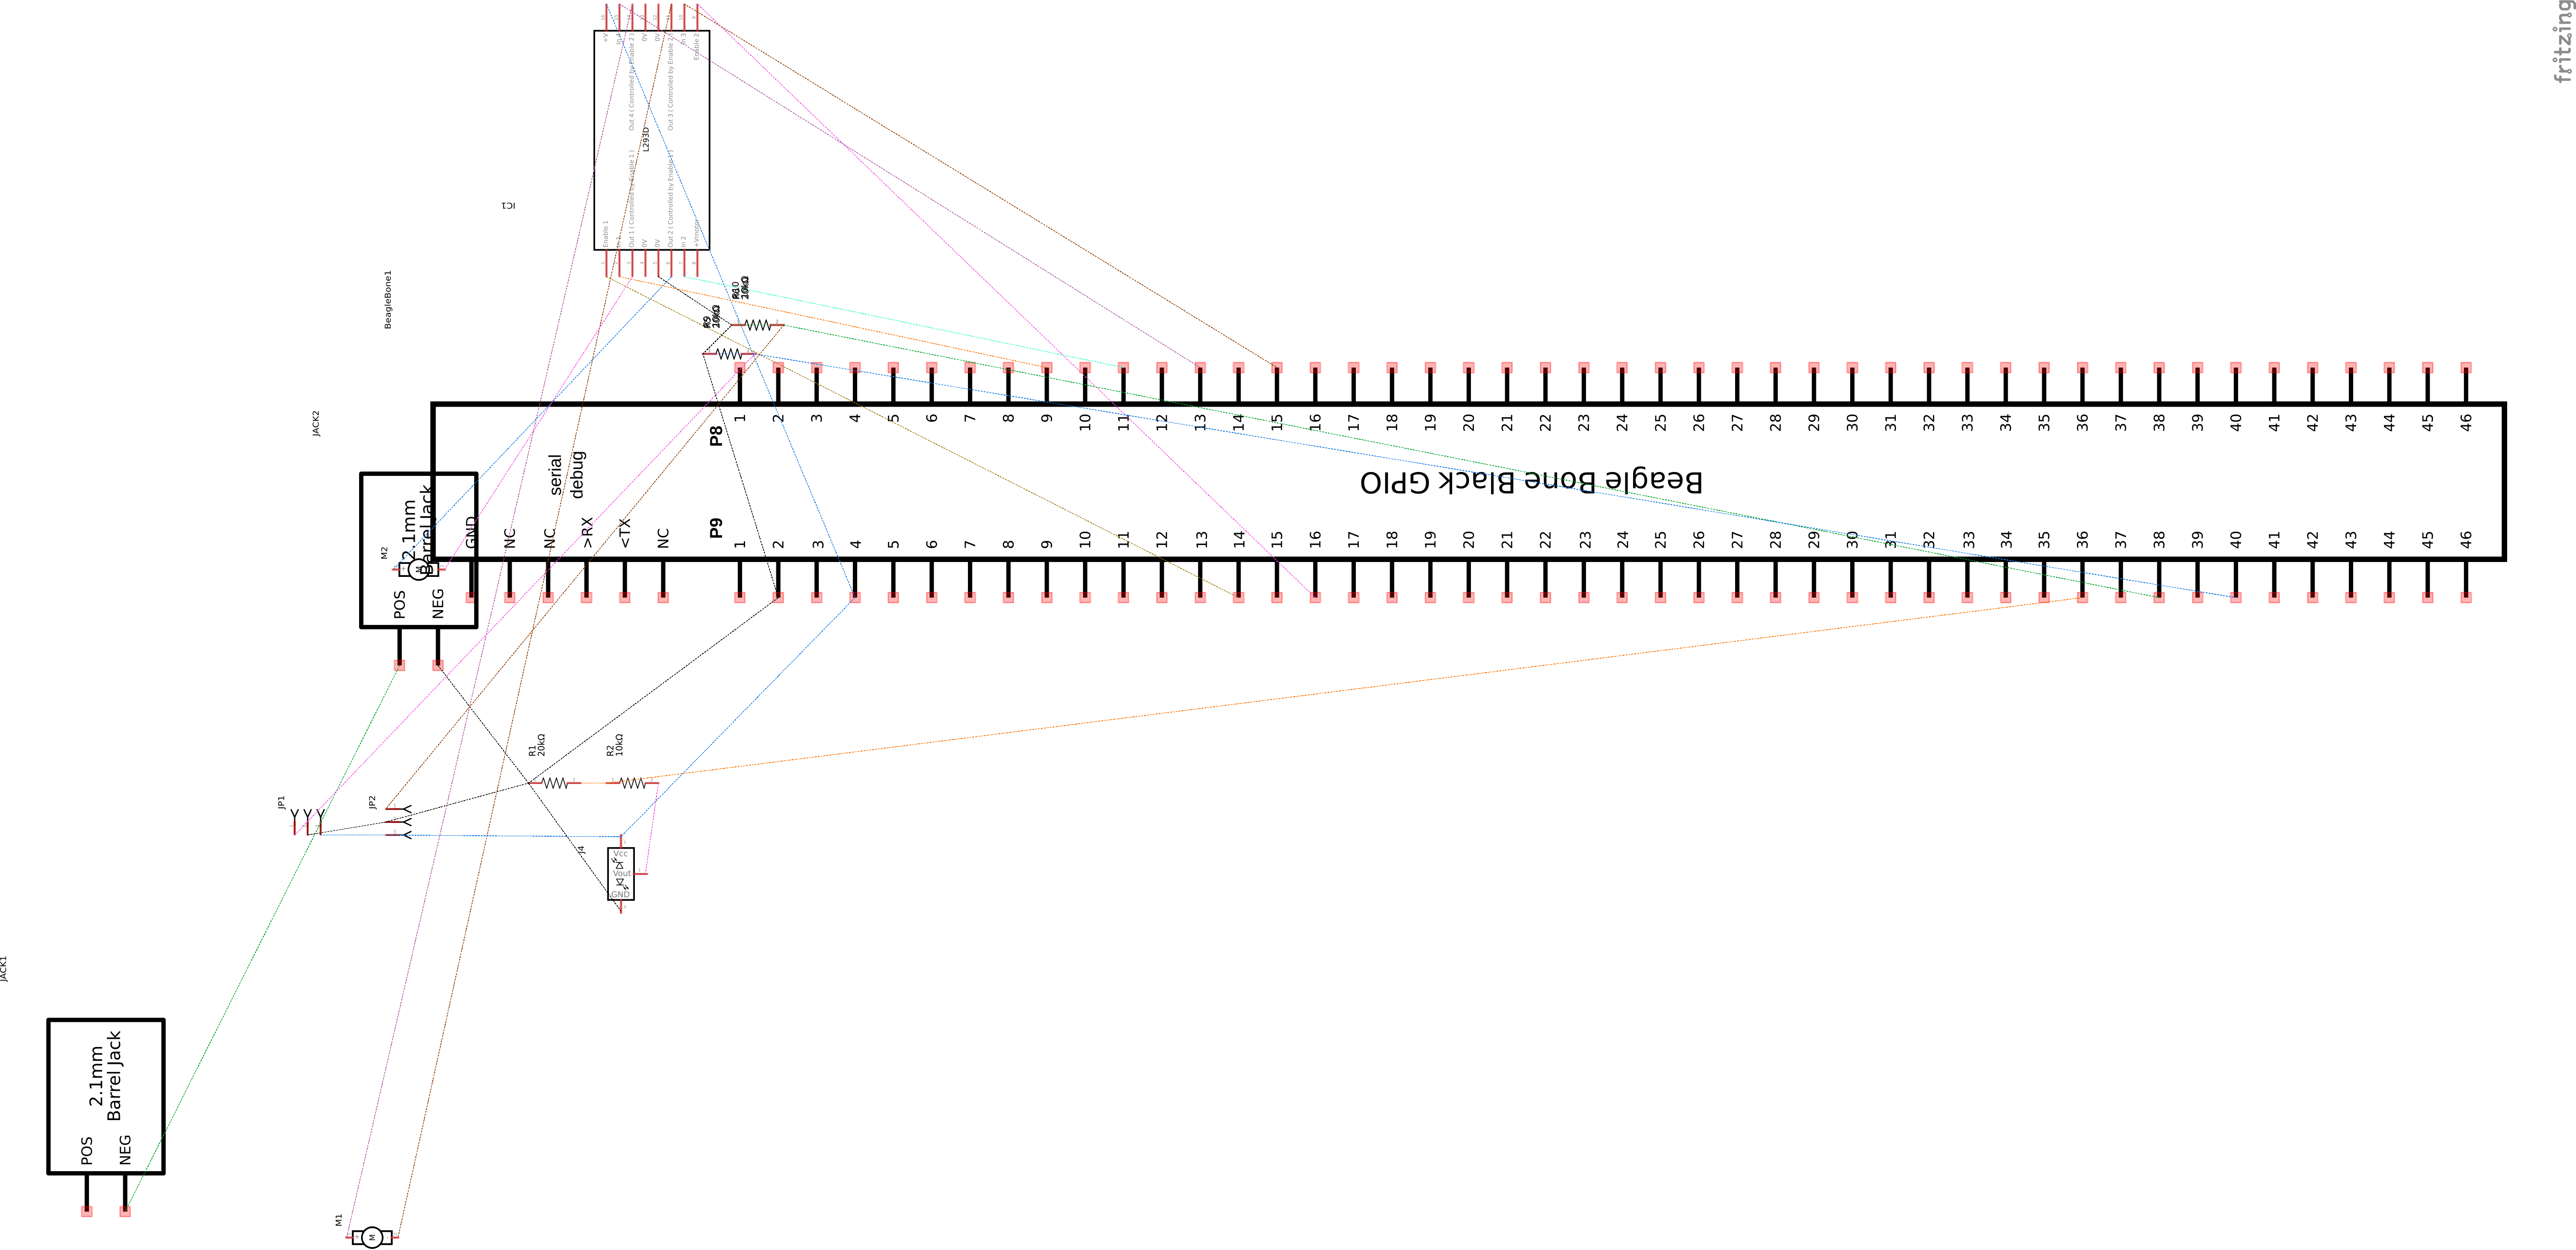 fritzing
+V
In 4
Out 4 ( Controlled by Enable 2 )
0V
0V
Out 3 ( Controlled by Enable 2 )
In 3
Enable 2
L293D
Enable 1
In 1
Out 1 ( Controlled by Enable 1 )
0V
0V
Out 2 ( Controlled by Enable 1 )
In 2
+Vmotor
IC1
BeagleBone1
JACK2
1 2 3 4 5 6 7 8 9 10 11 12 13 14 15 16 17 18 19 20 21 22 23 24 25 26 27 28 29 30 31 32 33 34 35 36 37 38 39 40 41 42 43 44 45 46
P8
serial
debug
Beagle Bone Black GPIO
2.1mm
Barrel Jack
M2
M
POS
NEG
GND
NC
NC
>RX
<TX
NC
P9
1 2 3 4 5 6 7 8 9 10 11 12 13 14 15 16 17 18 19 20 21 22 23 24 25 26 27 28 29 30 31 32 33 34 35 36 37 38 39 40 41 42 43 44 45 46
R1
20kΩ
R2
10kΩ
JP1
JP2
J4
Vcc
Vout
GND
JACK1
2.1mm
Barrel Jack
POS
NEG
M1
M